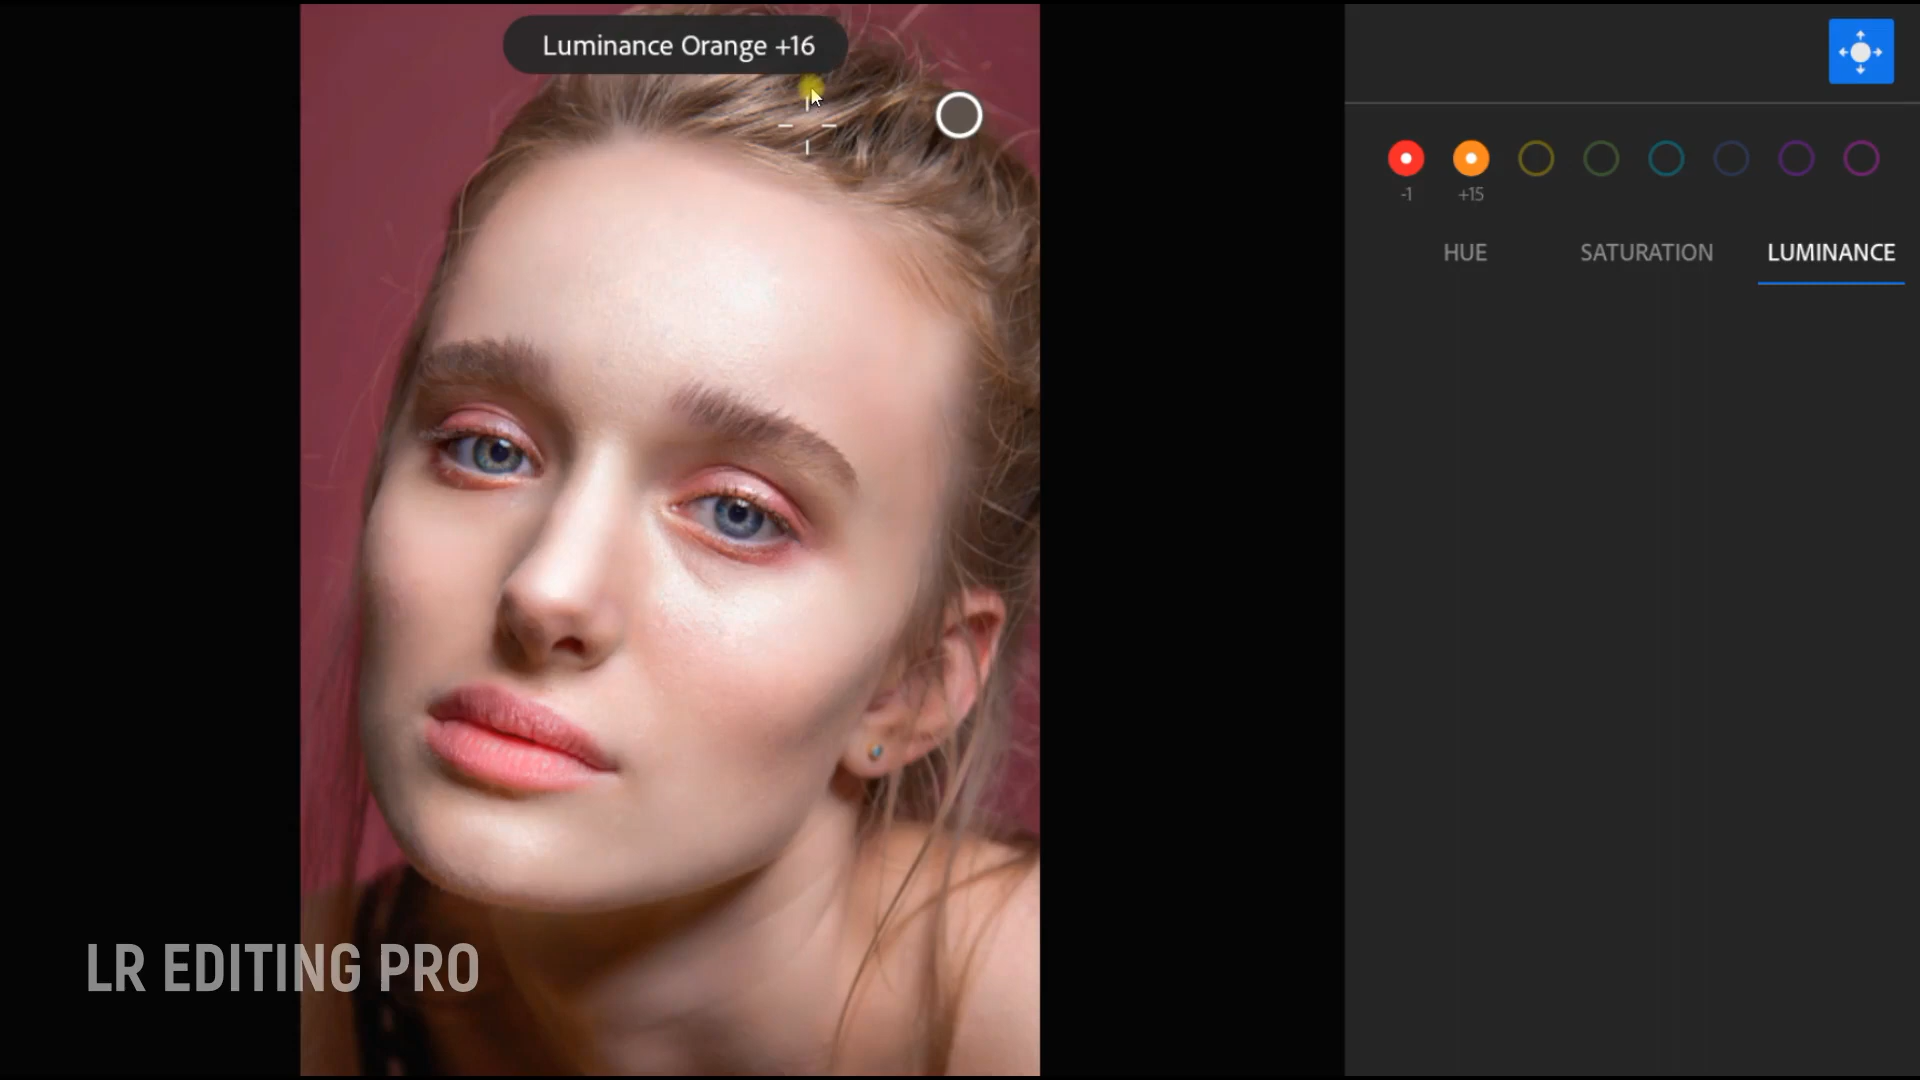 Luminance Orange +16
-1 +15
HUE SATURATION LUMINANCE
LR EDITING PRO